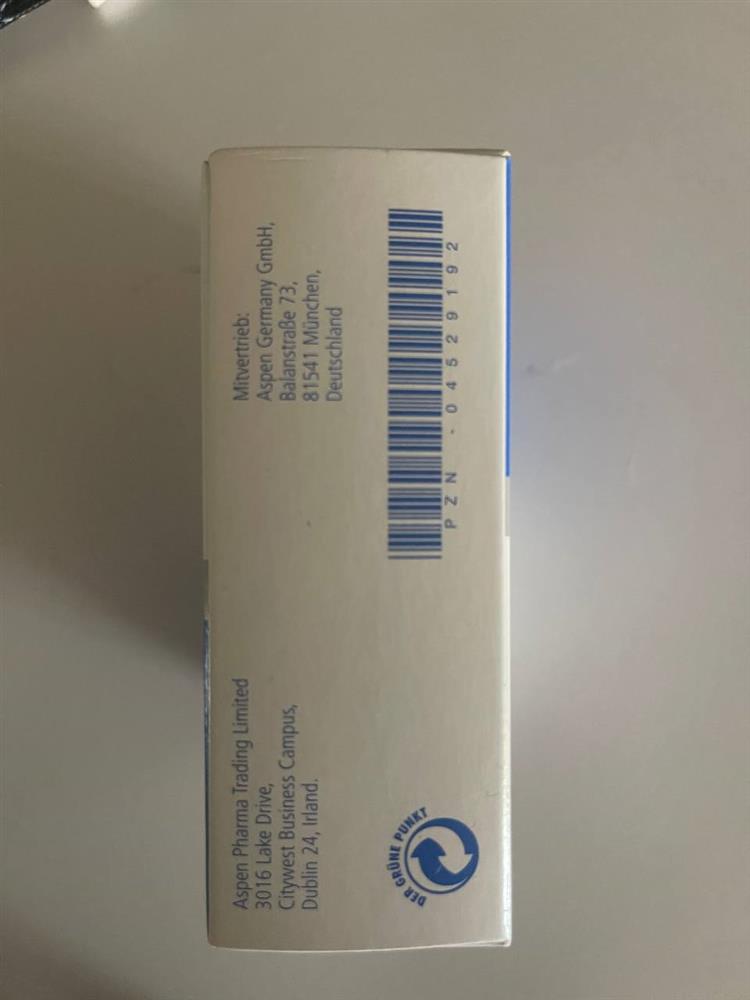 Aspen Pharma Trading Limited
3016 Lake Drive,
Citywest Business Campus,
Dublin 24, Irland.
Mitvertrieb:
Aspen Germany GmbH,
Balanstraße 73,
81541 München,
Deutschland
PZN - 04529192
DER GRÜNE PUNKT